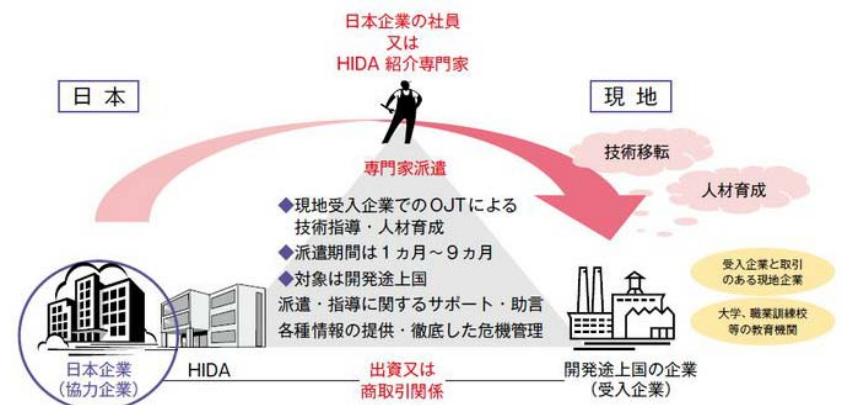 日本企業の社員
又は
HIDA 紹介専門家
日本
現地
技術移転
人材育成
専門家派遣
◆現地受入企業でのOJTによる
技術指導・人材育成
◆派遣期間は1ヵ月～9ヵ月
◆対象は開発途上国
派遣・指導に関するサポート・助言
各種情報の提供・徹底した危機管理
受入企業と取引
のある現地企業
大学、職業訓練校
等の教育機関
日本企業
（協力企業）
HIDA
出資又は
商取引関係
開発途上国の企業
（受入企業）